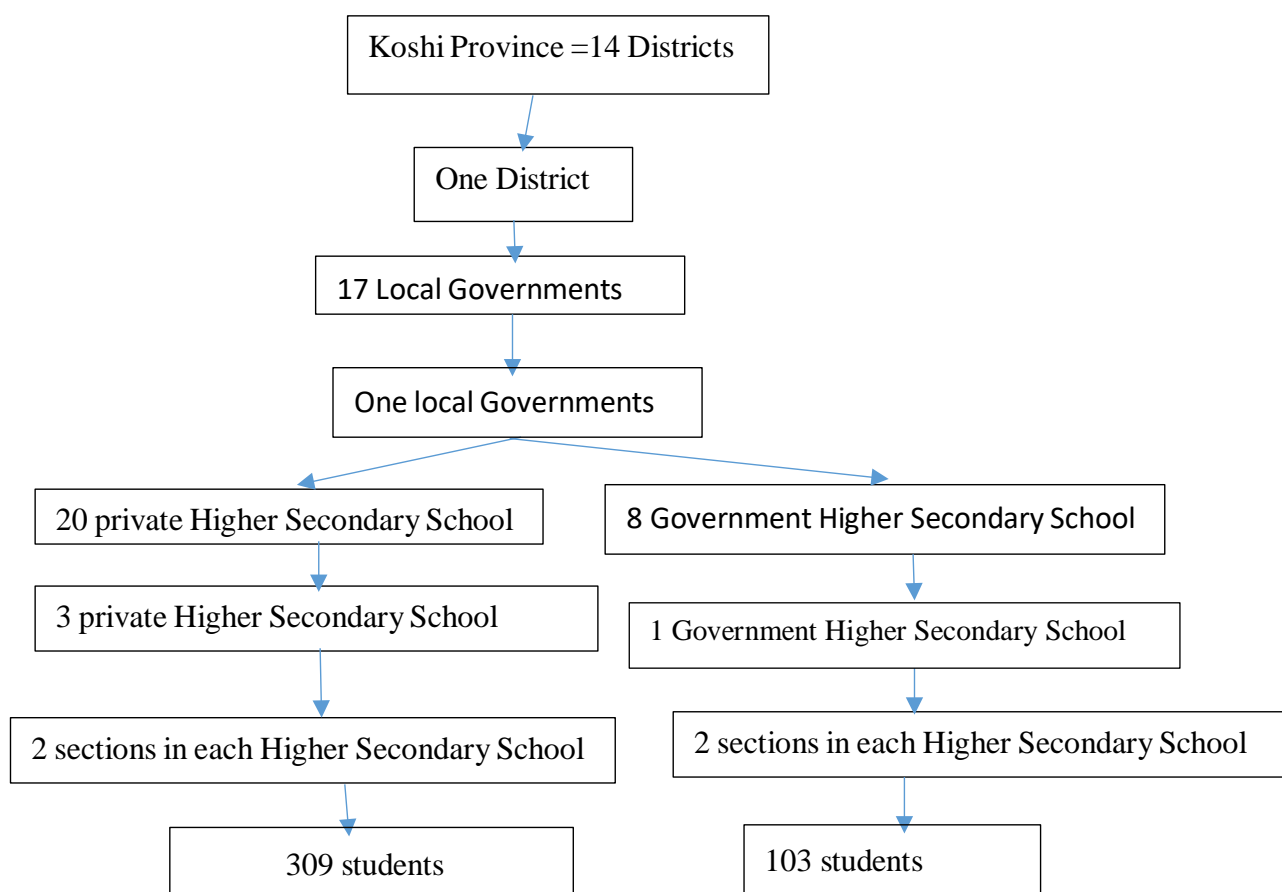 Koshi Province =14 Districts
One District
17 Local Governments
One local Governments
20 private Higher Secondary School
8 Government Higher Secondary School
3 private Higher Secondary School
1 Government Higher Secondary School
2 sections in each Higher Secondary School
2 sections in each Higher Secondary School
309 students
103 students